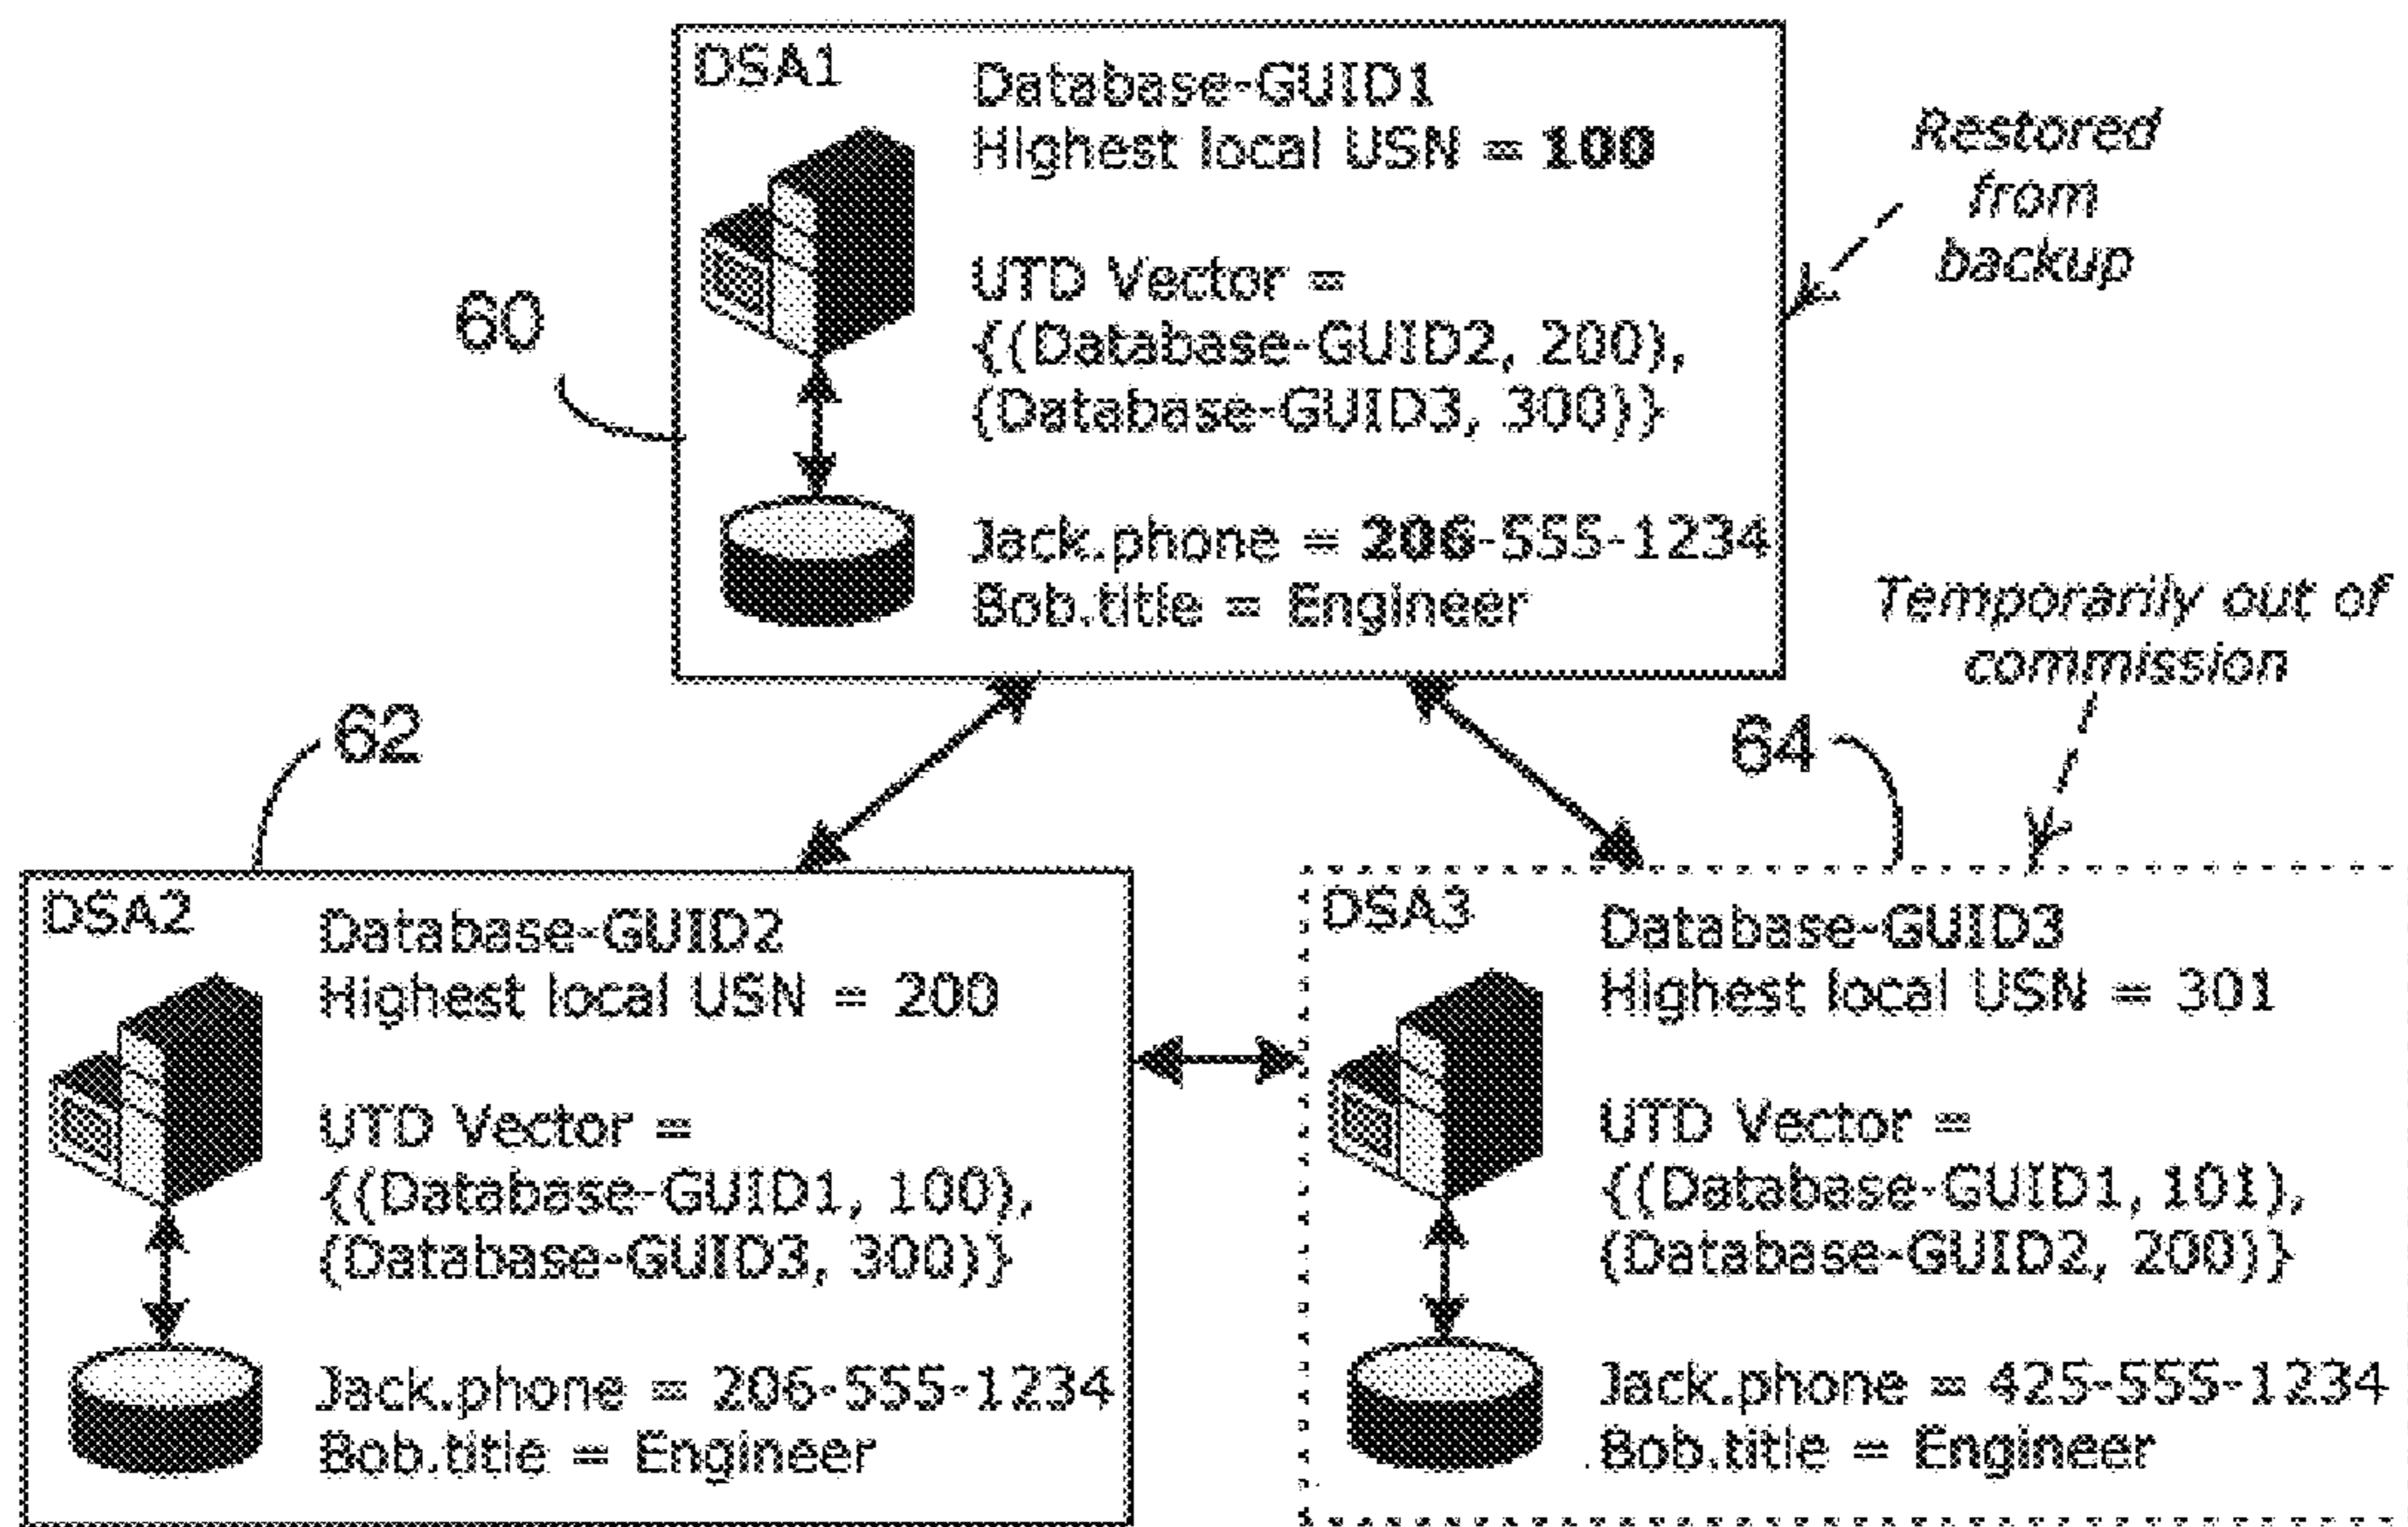 DSA1
Database-GUID1
Highest local USN = 100
UTD Vector =
{(Database-GUID2, 200),
(Database-GUID3, 300)}
Jack.phone = 206-555-1234
Bob.title = Engineer
Restored
from
backup
60
Temporarily out of
commission
62
64
DSA2
Database-GUID2
Highest local USN = 200
UTD Vector =
{(Database-GUID1, 100),
(Database-GUID3, 300)}
Jack.phone = 206-555-1234
Bob.title = Engineer
DSA3
Database-GUID3
Highest local USN = 301
UTD Vector =
{(Database-GUID1, 101),
(Database-GUID2, 200)}
Jack.phone = 425-555-1234
Bob.title = Engineer